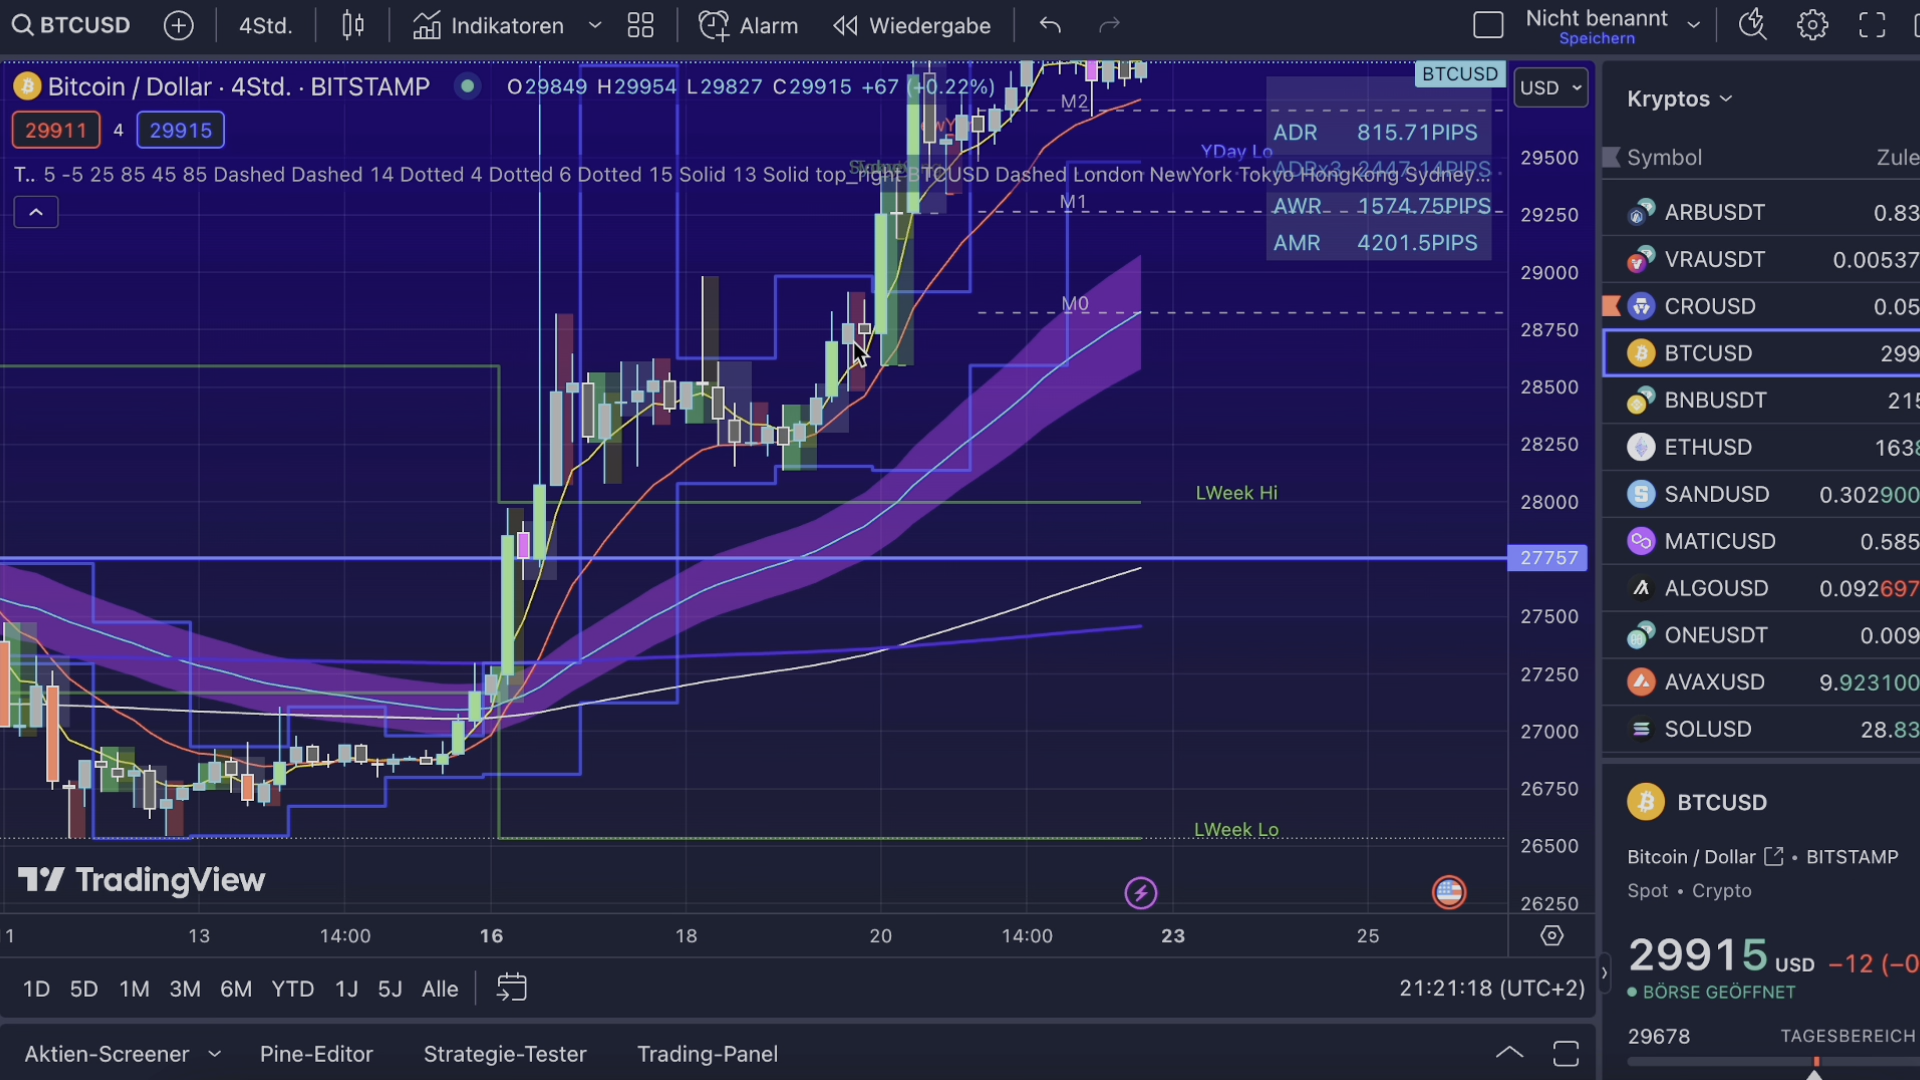 BTCUSD 4Std. Indikatoren Alarm Wiedergabe Nicht benannt
Speichern
Bitcoin / Dollar · 4Std. · BITSTAMP O29849 H29954 L29827 C29915 +67 (+0.22%)
29911 4 29915
T.. 5 -5 25 85 45 85 Dashed Dashed 14 Dotted 4 Dotted 6 Dotted 15 Solid 13 Solid top_right BTCUSD Dashed London NewYork Tokyo HongKong Sydney...
M2
M1
M0
YDay Lo
ADR 815.71PIPS
ADRx3 2447.14PIPS
AWR 1574.75PIPS
AMR 4201.5PIPS
LWeek Hi
LWeek Lo
BTCUSD
USD
29500
29250
29000
28750
28500
28250
28000
27757
27500
27250
27000
26750
26500
26250
TradingView
13 14:00 16 18 20 14:00 23 25
1D 5D 1M 3M 6M YTD 1J 5J Alle
21:21:18 (UTC+2)
Aktien-Screener Pine-Editor Strategie-Tester Trading-Panel
Kryptos
Symbol Zule
ARBUSDT 0.83
VRAUSDT 0.00537
CROUSD 0.05
BTCUSD 299
BNBUSDT 215
ETHUSD 1638
SANDUSD 0.302900
MATICUSD 0.585
ALGOUSD 0.092697
ONEUSDT 0.009
AVAXUSD 9.923100
SOLUSD 28.83
BTCUSD
Bitcoin / Dollar • BITSTAMP
Spot • Crypto
29915 USD −12 (−0
BÖRSE GEÖFFNET
29678 TAGESBEREICH